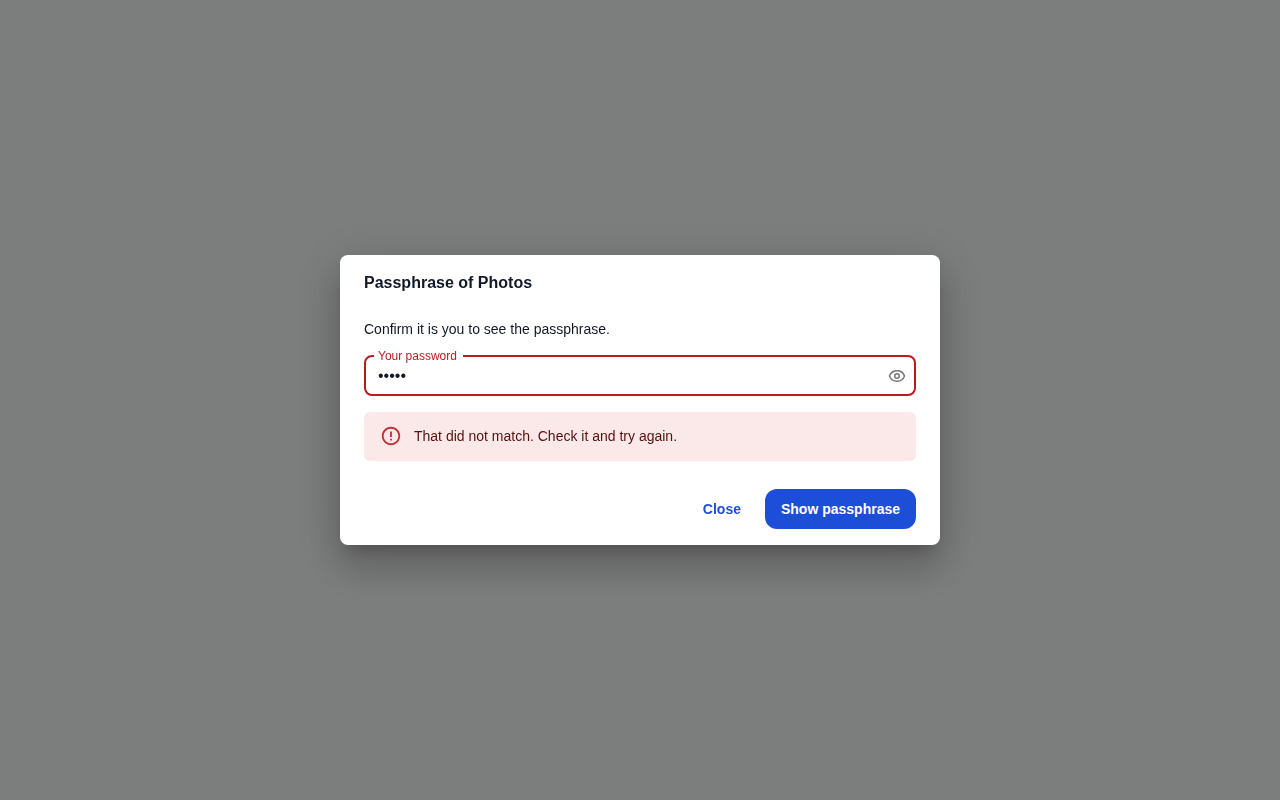 Passphrase of Photos
Confirm it is you to see the passphrase.
Your password
•••••
That did not match. Check it and try again.
Close
Show passphrase